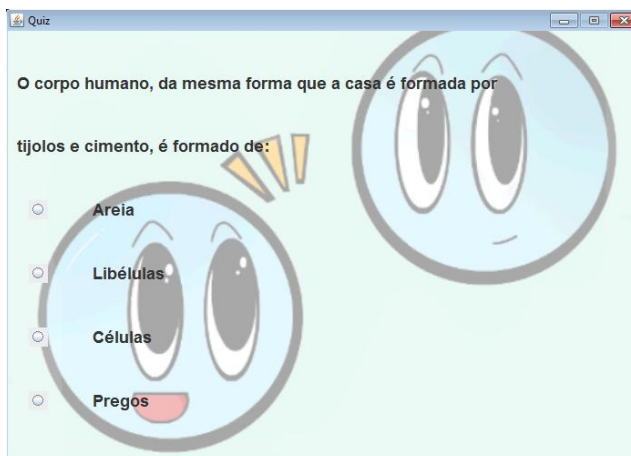 Quiz
O corpo humano, da mesma forma que a casa é formada por
tijolos e cimento, é formado de:
Areia
Libélulas
Células
Pregos